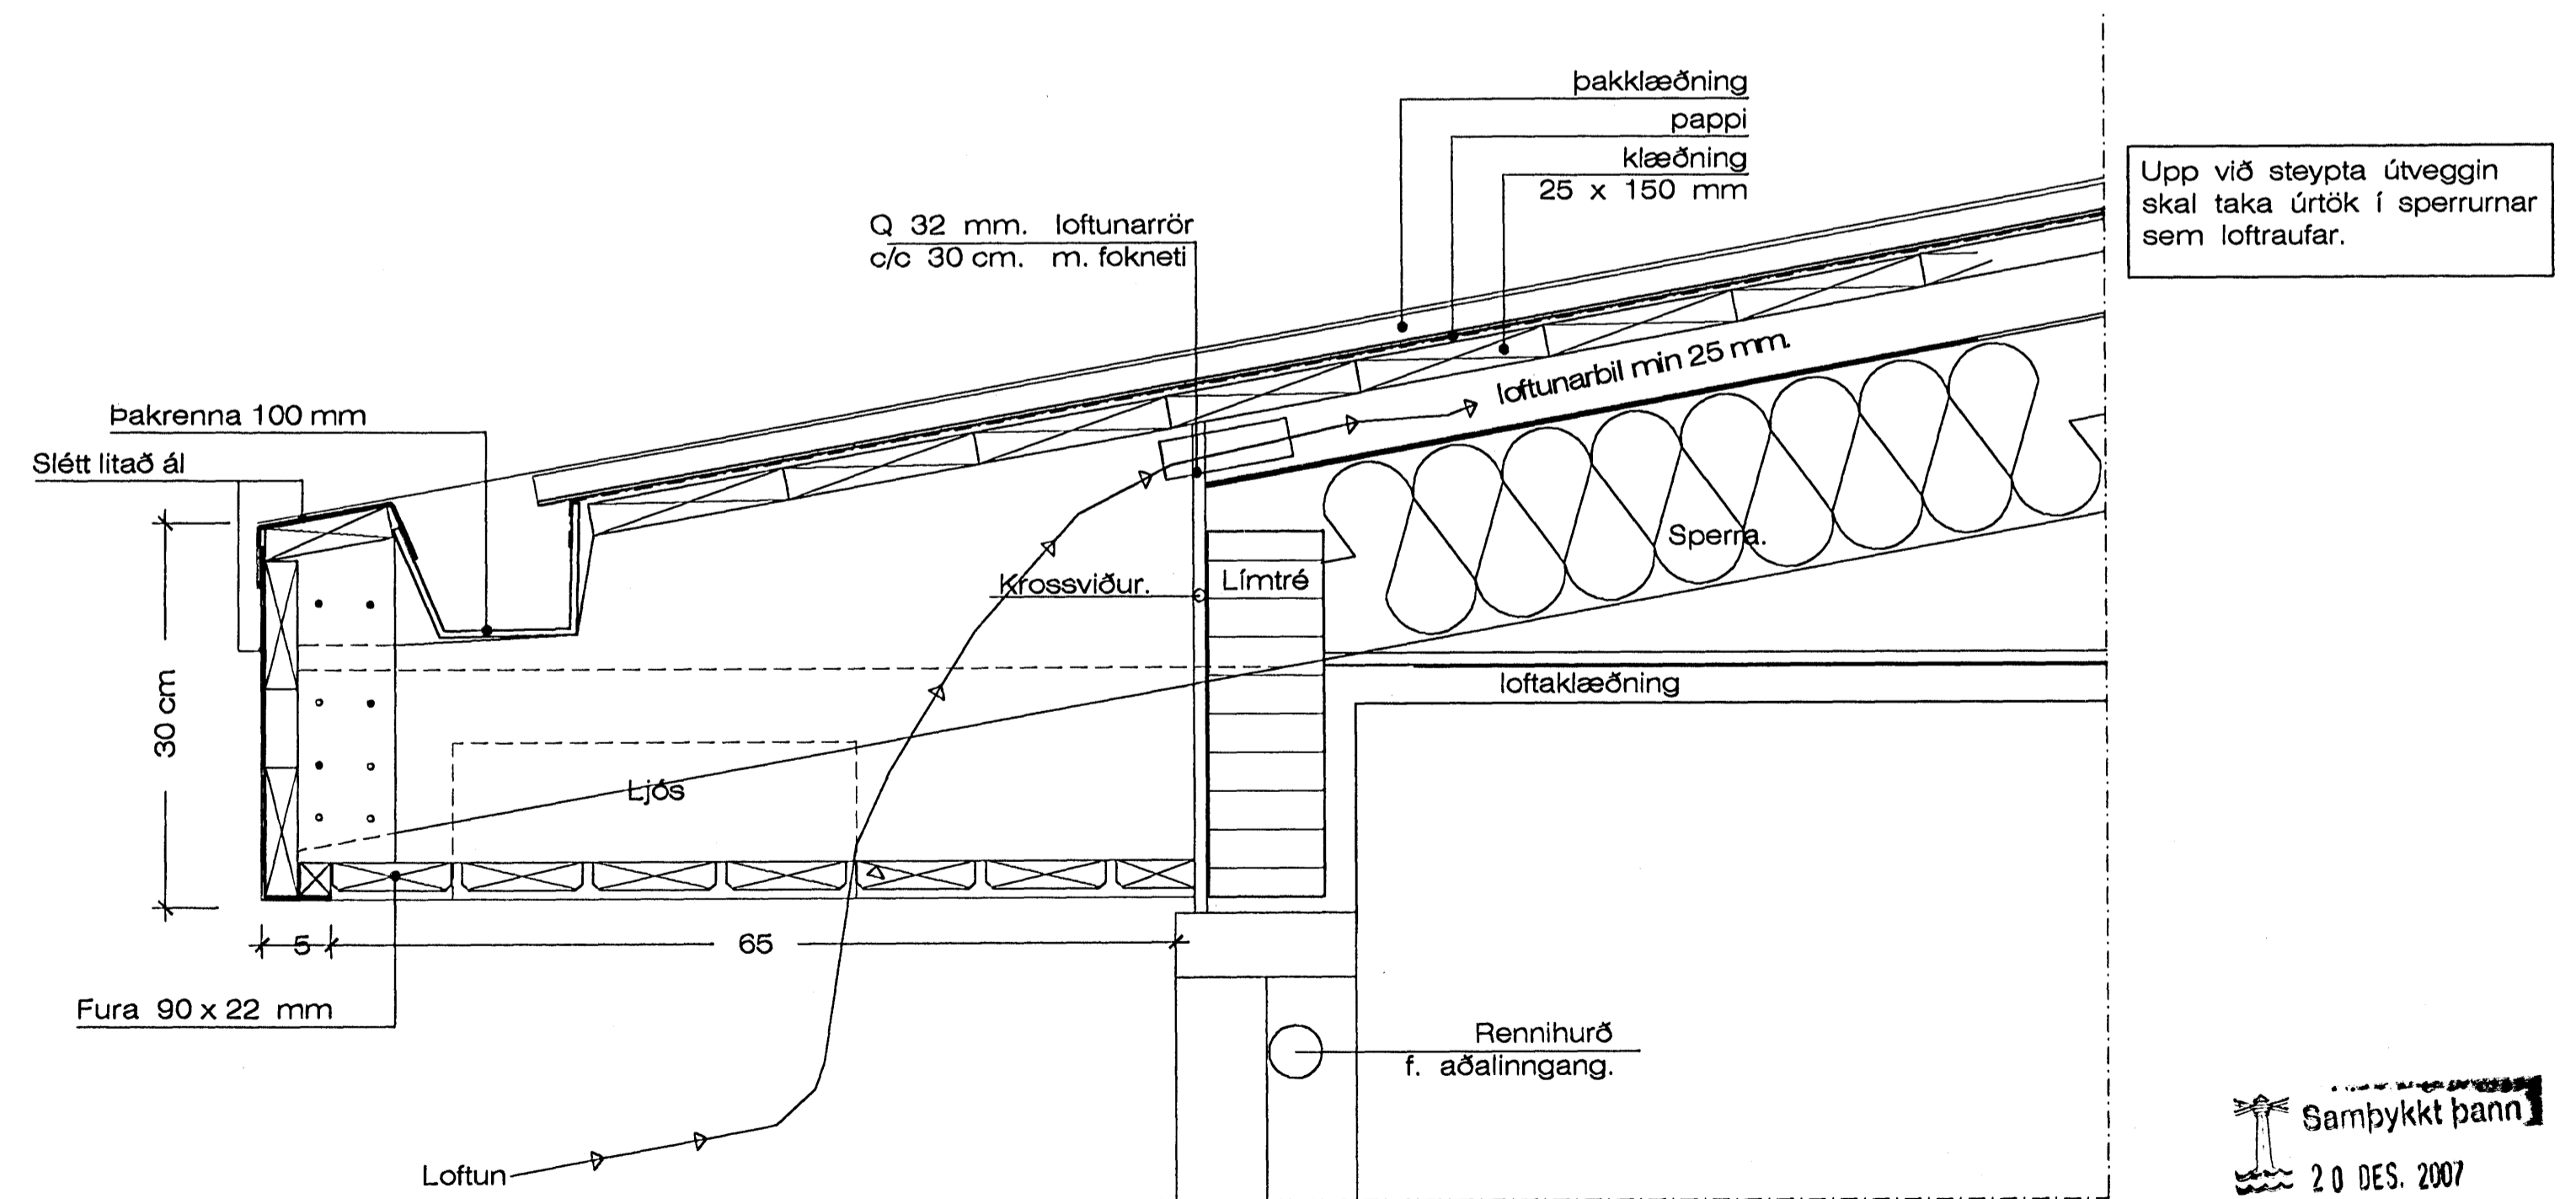 þakklæðning
pappi
klæðning
25 x 150 mm
Upp við steypta útveggin
skal taka úrtök í sperrurnar
sem loftraufar.
Q 32 mm. loftunarrör
c/c 30 cm. m. fokneti
loftunarbil min 25 mm.
Þakrenna 100 mm
Slétt litað ál
Sperra.
Krossviður.
Límtré
30 cm
loftaklæðning
Ljós
5
65
Fura 90 x 22 mm
Rennihurð
f. aðalinngang.
Loftun
Samþykkt þann
20 DES. 2007